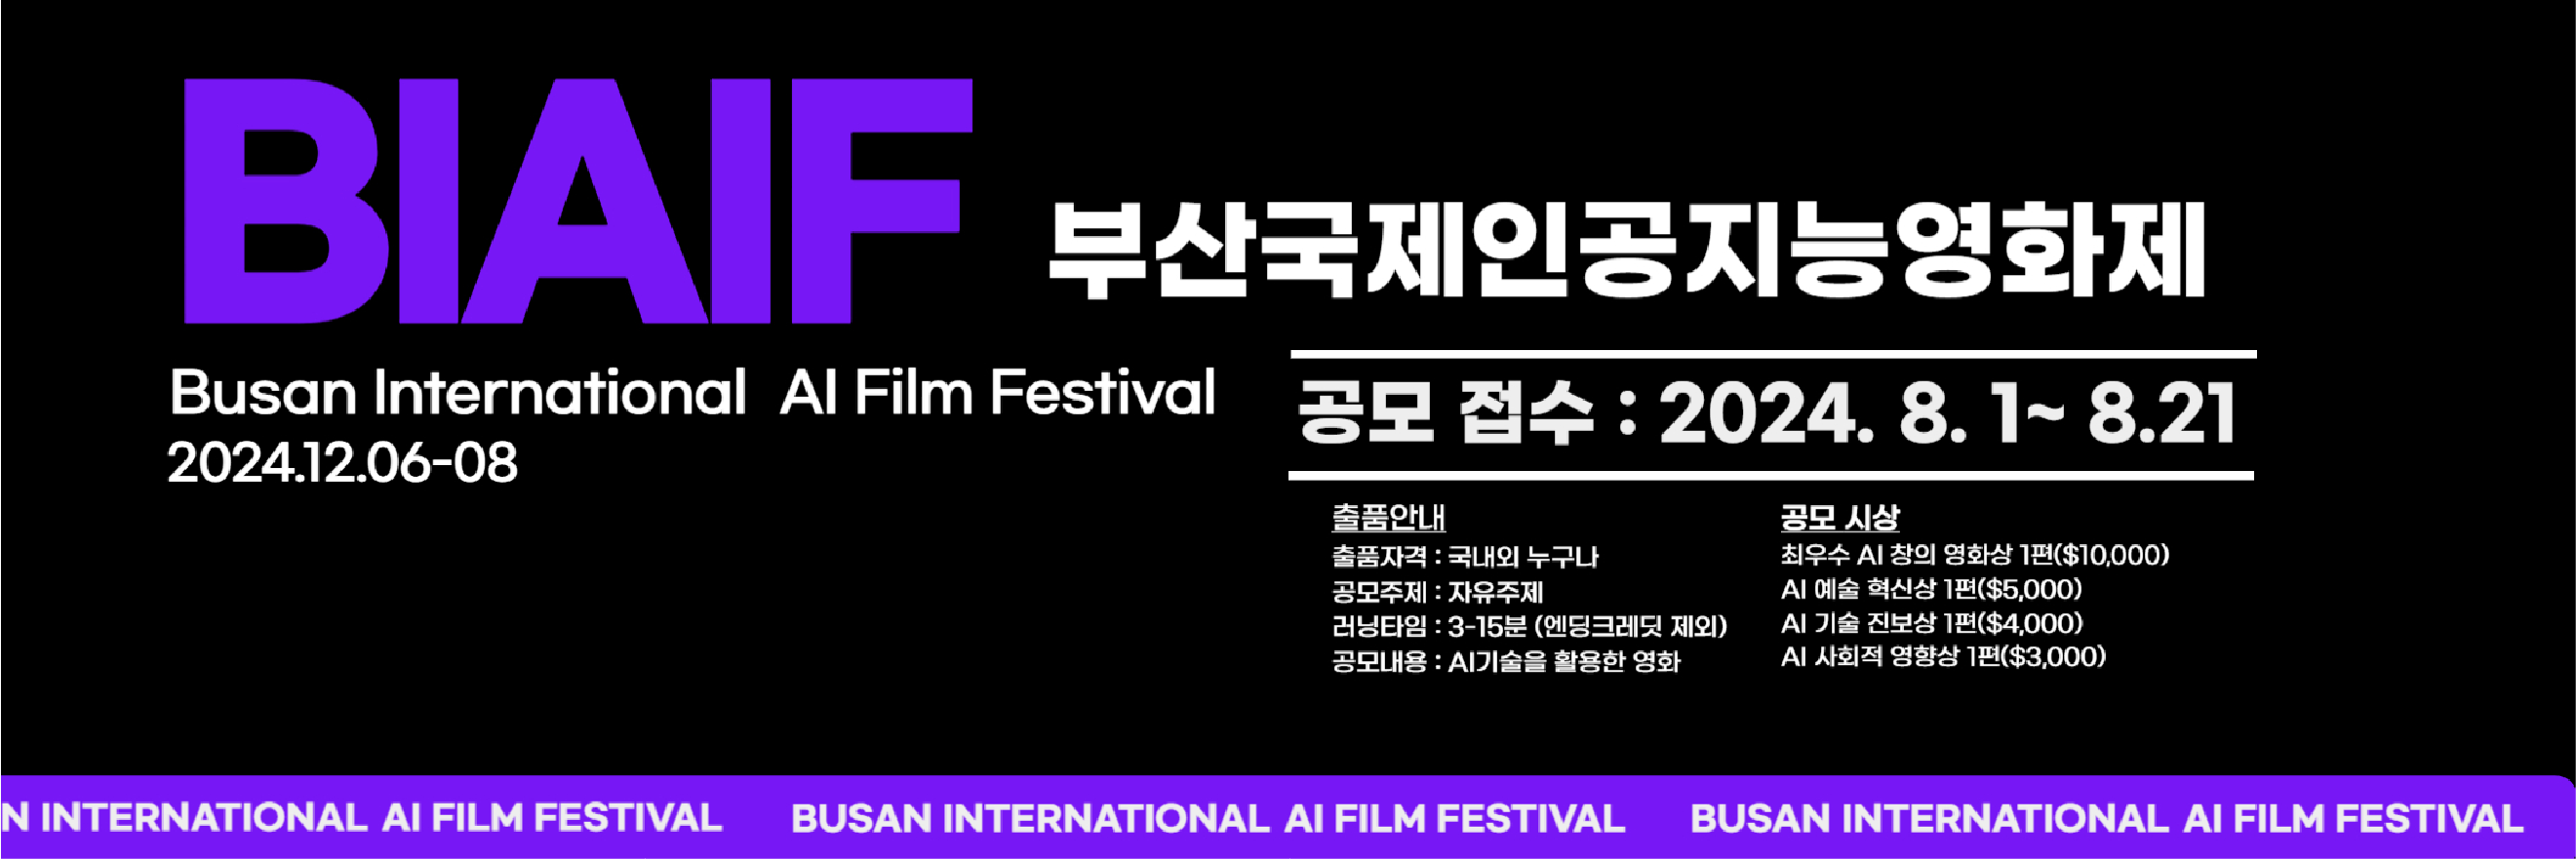 BIAIF
부산국제인공지능영화제
Busan International AI Film Festival
2024.12.06-08
공모 접수 : 2024. 8. 1~ 8.21
출품안내
출품자격 : 국내외 누구나
공모주제 : 자유주제
러닝타임 : 3-15분 (엔딩크레딧 제외)
공모내용 : AI기술을 활용한 영화
공모 시상
최우수 AI 창의 영화상 1편($10,000)
AI 예술 혁신상 1편($5,000)
AI 기술 진보상 1편($4,000)
AI 사회적 영향상 1편($3,000)
N INTERNATIONAL AI FILM FESTIVAL BUSAN INTERNATIONAL AI FILM FESTIVAL BUSAN INTERNATIONAL AI FILM FESTIVAL